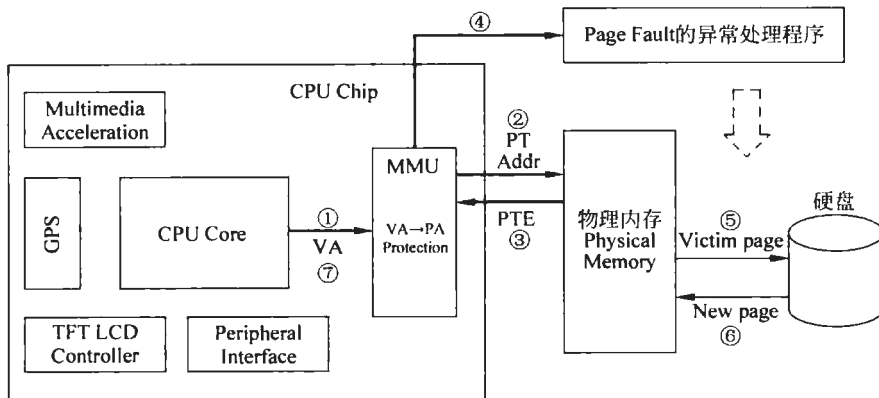 ④
Page Fault的异常处理程序
CPU Chip
Multimedia
Acceleration
②
PT
Addr
MMU
硬盘
GPS
CPU Core
①
VA
⑦
VA→PA
Protection
PTE
③
物理内存
Physical
Memory
⑤
Victim page
New page
⑥
TFT LCD
Controller
Peripheral
Interface